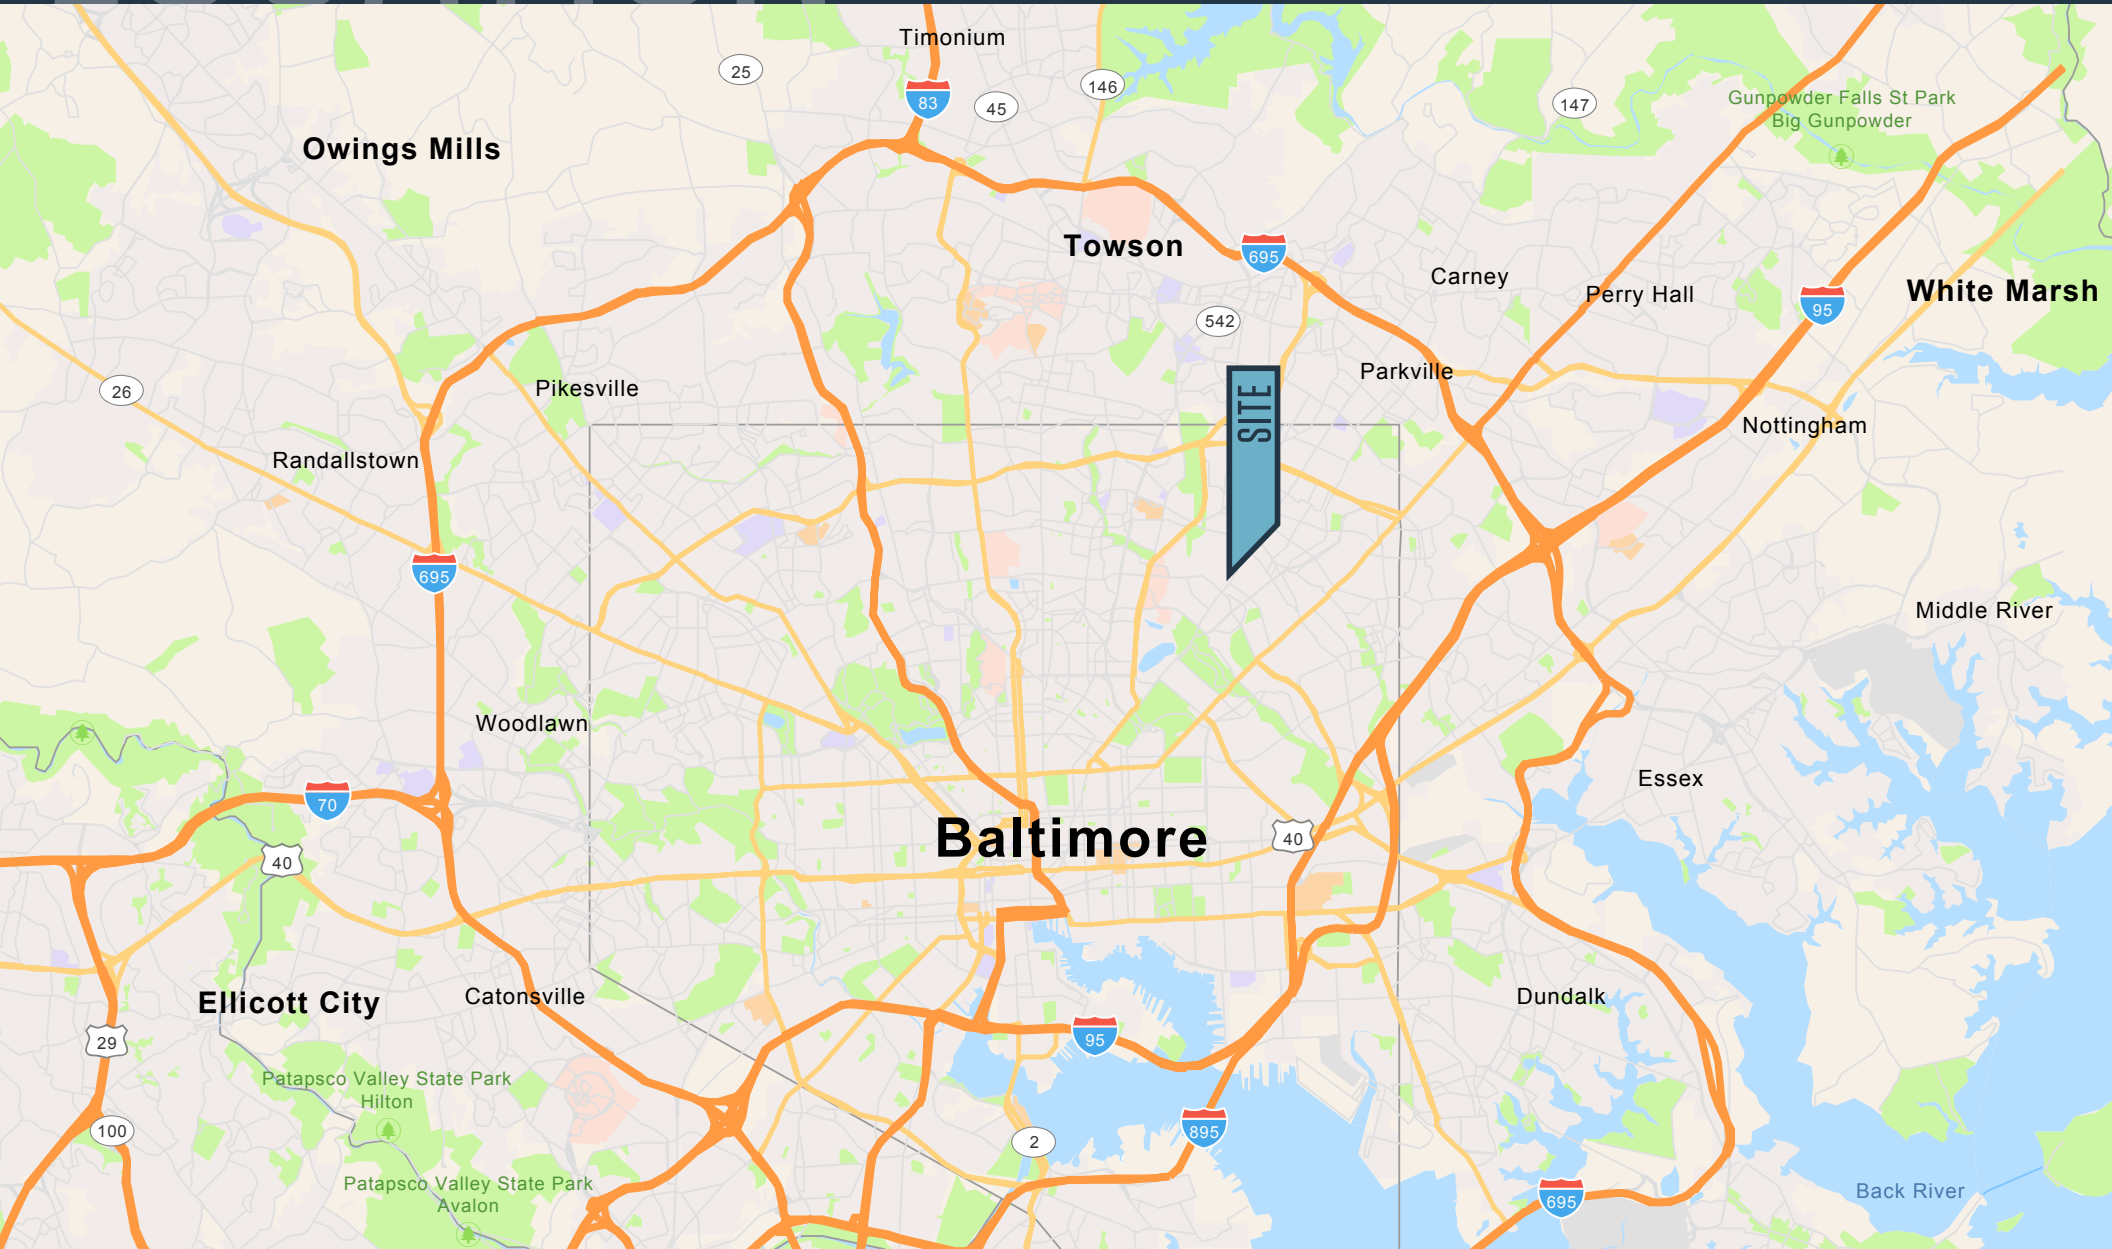 Timonium
25
83
45
146
147
Gunpowder Falls St Park
Big Gunpowder
Owings Mills
Towson
695
Carney
Perry Hall
White Marsh
95
542
SITE
Parkville
Pikesville
26
Nottingham
Randallstown
695
Middle River
Woodlawn
Essex
70
Baltimore
40
40
Ellicott City
Catonsville
Dundalk
29
95
Patapsco Valley State Park
Hilton
100
895
2
Patapsco Valley State Park
Avalon
695
Back River